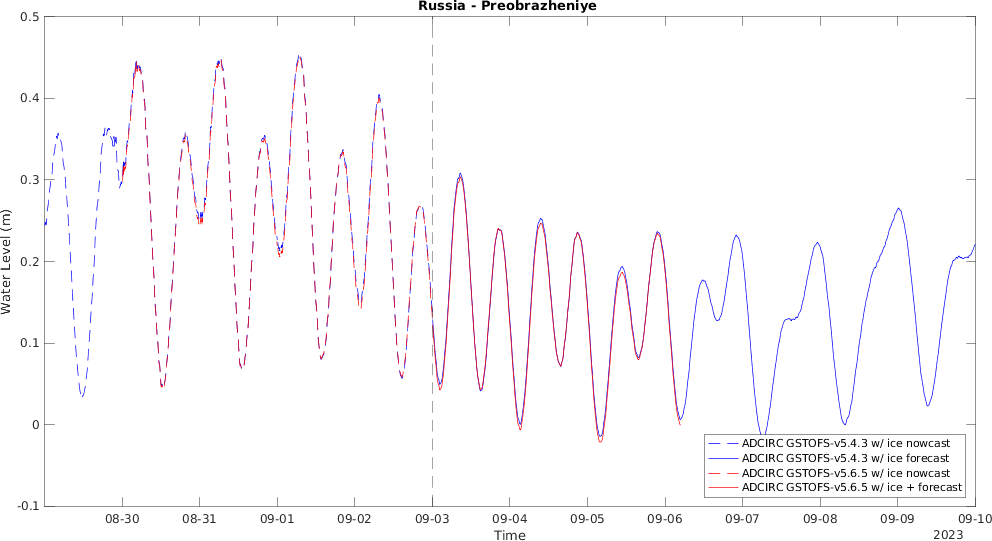 Russia - Preobrazheniye
Water Level (m)
0.5
0.4
0.3
0.2
0.1
0
-0.1
ADCIRC GSTOFS-v5.4.3 w/ ice nowcast
ADCIRC GSTOFS-v5.4.3 w/ ice forecast
ADCIRC GSTOFS-v5.6.5 w/ ice nowcast
ADCIRC GSTOFS-v5.6.5 w/ ice + forecast
08-30 08-31 09-01 09-02 09-03 09-04 09-05 09-06 09-07 09-08 09-09 09-10
Time
2023